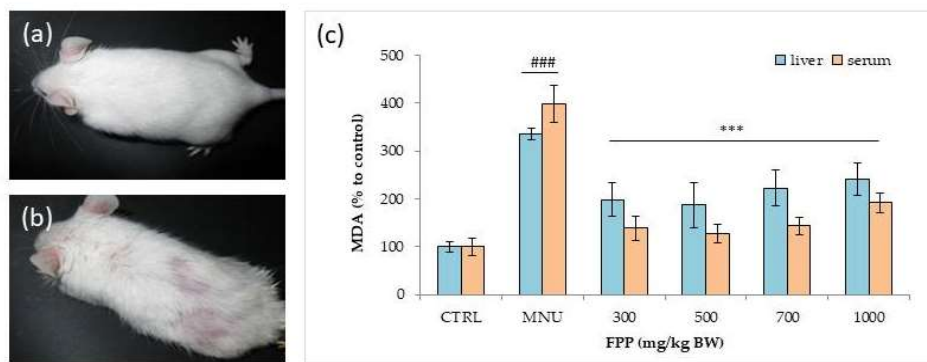 (a)
(b)
(c)
500
400
300
200
100
0
MDA (% to control)
liver serum
###
***
CTRL MNU 300 500 700 1000
FPP (mg/kg BW)